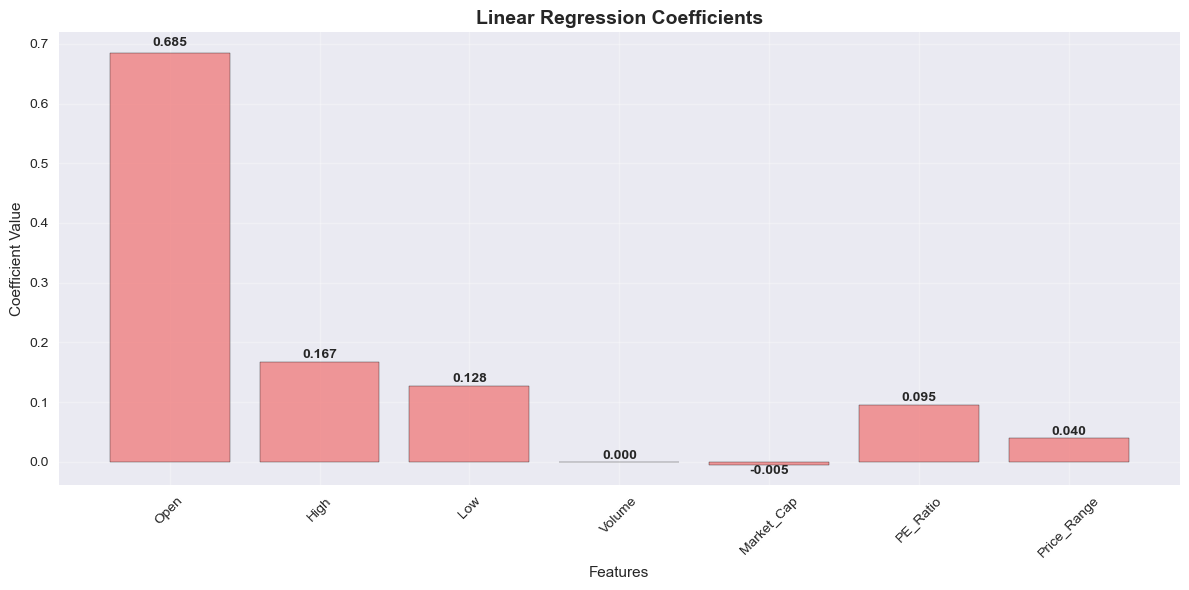 Linear Regression Coefficients
Coefficient Value
0.7
0.6
0.5
0.4
0.3
0.2
0.1
0.0
0.685
0.167
0.128
0.000
-0.005
0.095
0.040
Open
High
Low
Volume
Market_Cap
PE_Ratio
Price_Range
Features